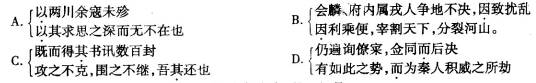 A. 以两川余寇未殄
以其求思之深而无不在也
B. 会麟、府内属戎人争地不决,因致扰乱
因利乘便,宰割天下,分裂河山。
C. 既而得其书讯数百封
攻之不克,围之不继,吾其还也
D. 仍遍询僚寀,佥同而后决
有如此之势,而为秦人积威之所劫